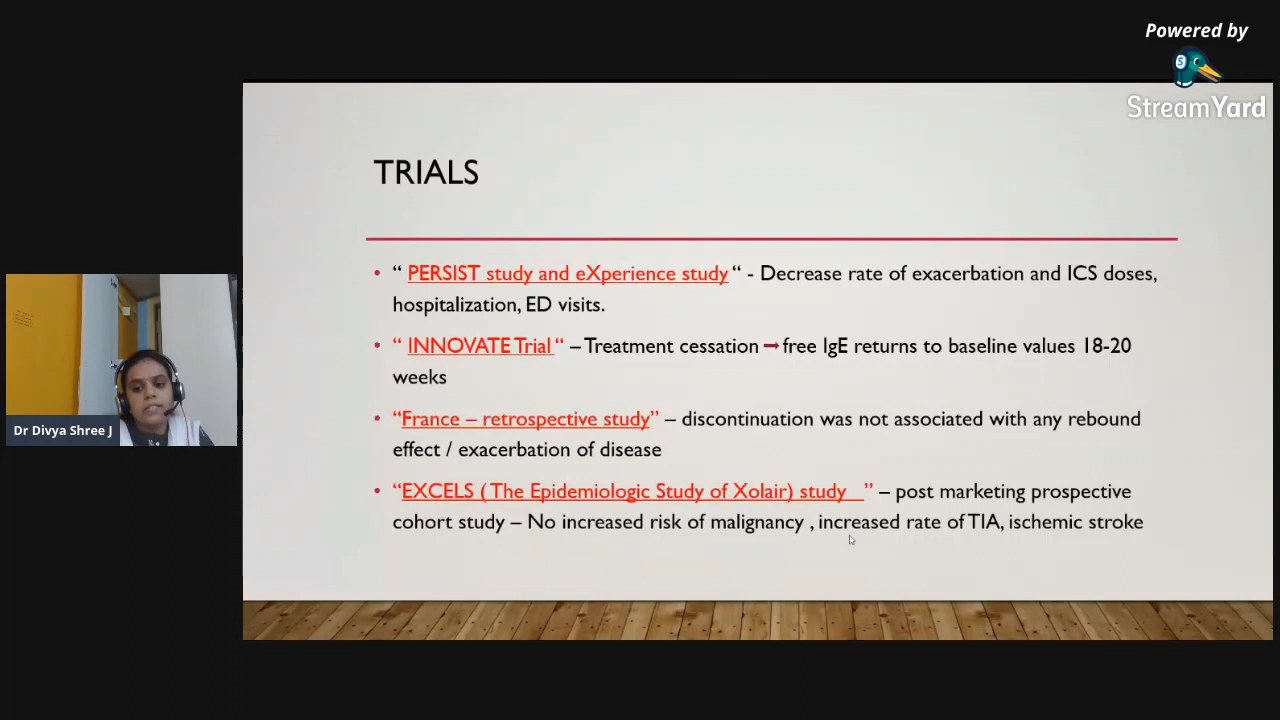 Powered by
StreamYard
TRIALS
• “ PERSIST study and eXperience study “ - Decrease rate of exacerbation and ICS doses,
hospitalization, ED visits.
• “ INNOVATE Trial “ – Treatment cessation ➞ free IgE returns to baseline values 18-20
weeks
• “France – retrospective study” – discontinuation was not associated with any rebound
effect / exacerbation of disease
• “EXCELS ( The Epidemiologic Study of Xolair) study ” – post marketing prospective
cohort study – No increased risk of malignancy , increased rate of TIA, ischemic stroke
Dr Divya Shree J